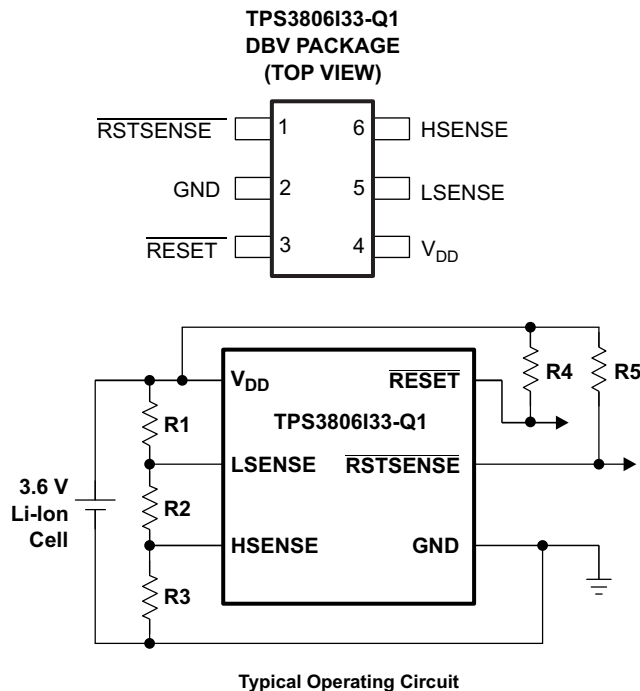 TPS3806I33-Q1
DBV PACKAGE
(TOP VIEW)
RSTSENSE 1 6 HSENSE
GND 2 5 LSENSE
RESET 3 4 VDD
VDD RESET R4 R5
R1 TPS3806I33-Q1
LSENSE RSTSENSE
3.6 V
Li-Ion
Cell
R2
HSENSE GND
R3
Typical Operating Circuit